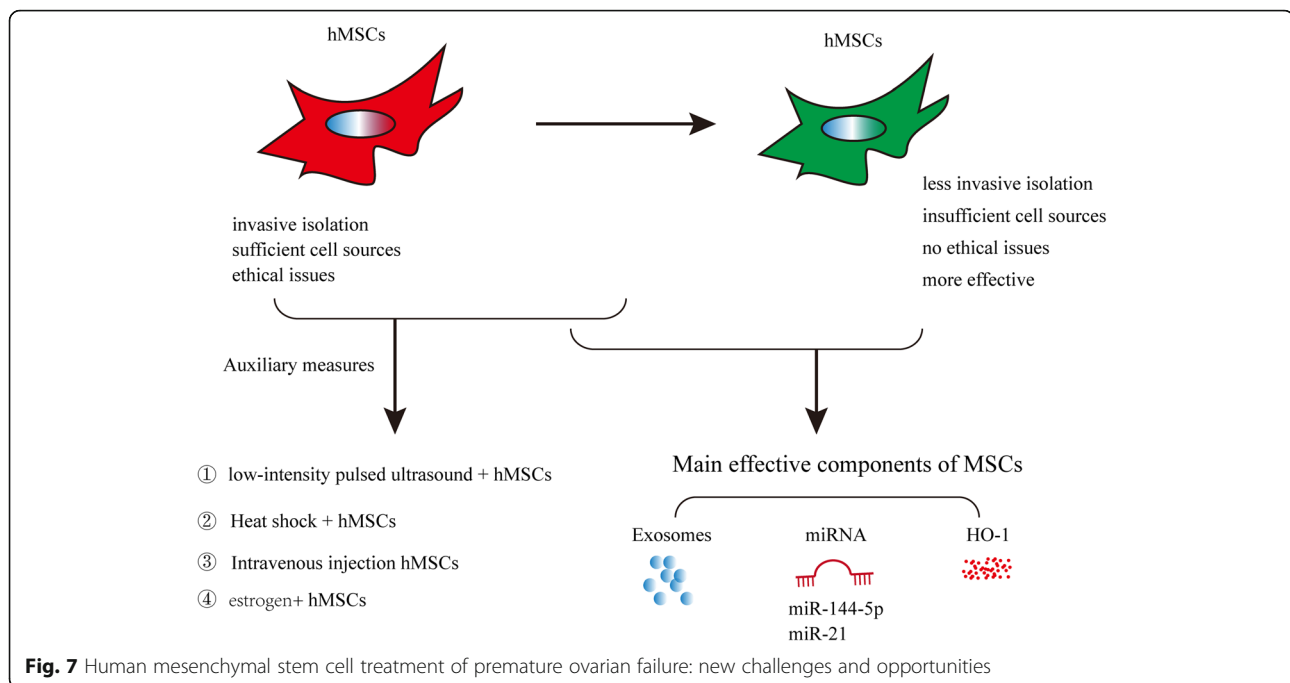 hMSCs
hMSCs
invasive isolation
sufficient cell sources
ethical issues
less invasive isolation
insufficient cell sources
no ethical issues
more effective
Auxiliary measures
① low-intensity pulsed ultrasound + hMSCs
② Heat shock + hMSCs
③ Intravenous injection hMSCs
④ estrogen+ hMSCs
Main effective components of MSCs
Exosomes
miRNA
HO-1
miR-144-5p
miR-21
Fig. 7 Human mesenchymal stem cell treatment of premature ovarian failure: new challenges and opportunities